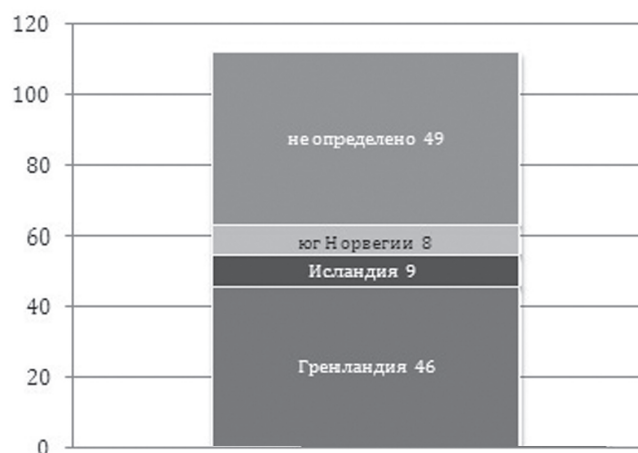 120
100
80
60
40
20
0
не определено 49
юг Норвегии 8
Исландия 9
Гренландия 46